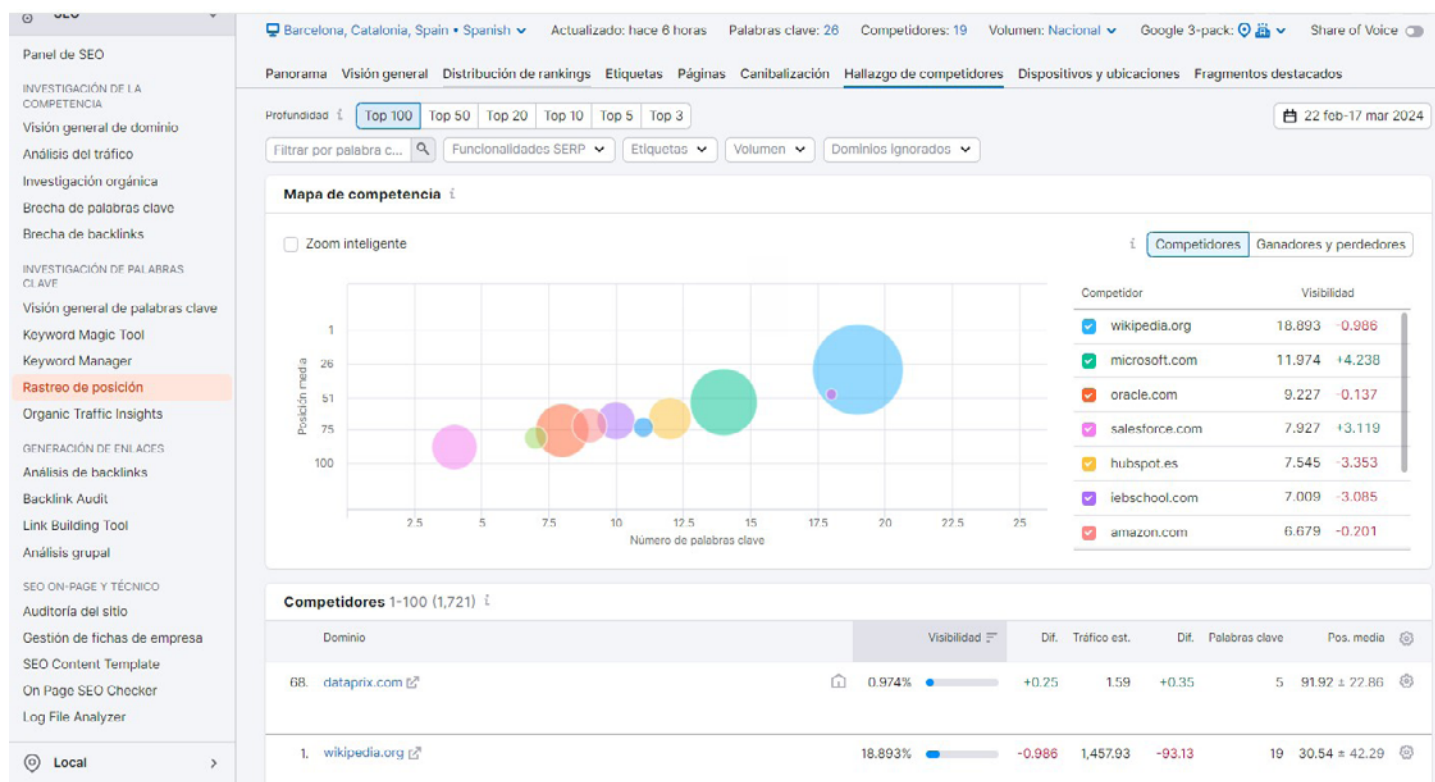 SEO
Panel de SEO
INVESTIGACIÓN DE LA
COMPETENCIA
Visión general de dominio
Análisis del tráfico
Investigación orgánica
Brecha de palabras clave
Brecha de backlinks
INVESTIGACIÓN DE PALABRAS
CLAVE
Visión general de palabras clave
Keyword Magic Tool
Keyword Manager
Rastreo de posición
Organic Traffic Insights
GENERACIÓN DE ENLACES
Análisis de backlinks
Backlink Audit
Link Building Tool
Análisis grupal
SEO ON-PAGE Y TÉCNICO
Auditoría del sitio
Gestión de fichas de empresa
SEO Content Template
On Page SEO Checker
Log File Analyzer
Local
Barcelona, Catalonia, Spain • Spanish Actualizado: hace 6 horas Palabras clave: 26 Competidores: 19 Volumen: Nacional Google 3-pack: Share of Voice
Panorama Visión general Distribución de rankings Etiquetas Páginas Canibalización Hallazgo de competidores Dispositivos y ubicaciones Fragmentos destacados
Profundidad i Top 100 Top 50 Top 20 Top 10 Top 5 Top 3 22 feb-17 mar 2024
Filtrar por palabra c... Funcionalidades SERP Etiquetas Volumen Dominios ignorados
Mapa de competencia i
Zoom inteligente i Competidores Ganadores y perdedores
Posición media
1
26
51
75
100
2.5 5 7.5 10 12.5 15 17.5 20 22.5 25
Número de palabras clave
Competidor Visibilidad
wikipedia.org 18.893 -0.986
microsoft.com 11.974 +4.238
oracle.com 9.227 -0.137
salesforce.com 7.927 +3.119
hubspot.es 7.545 -3.353
iebschool.com 7.009 -3.085
amazon.com 6.679 -0.201
Competidores 1-100 (1,721) i
Dominio Visibilidad Dif. Tráfico est. Dif. Palabras clave Pos. media
68. dataprix.com 0.974% +0.25 1.59 +0.35 5 91.92 ± 22.86
1. wikipedia.org 18.893% -0.986 1,457.93 -93.13 19 30.54 ± 42.29